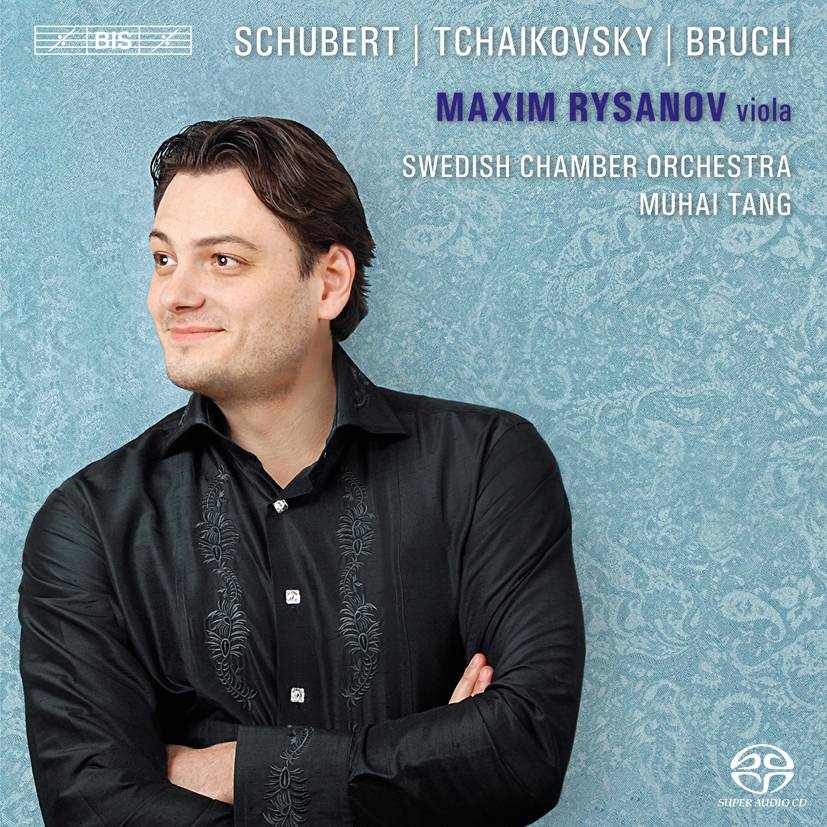 BIS
SCHUBERT | TCHAIKOVSKY | BRUCH
MAXIM RYSANOV viola
SWEDISH CHAMBER ORCHESTRA
MUHAI TANG
SUPER AUDIO CD